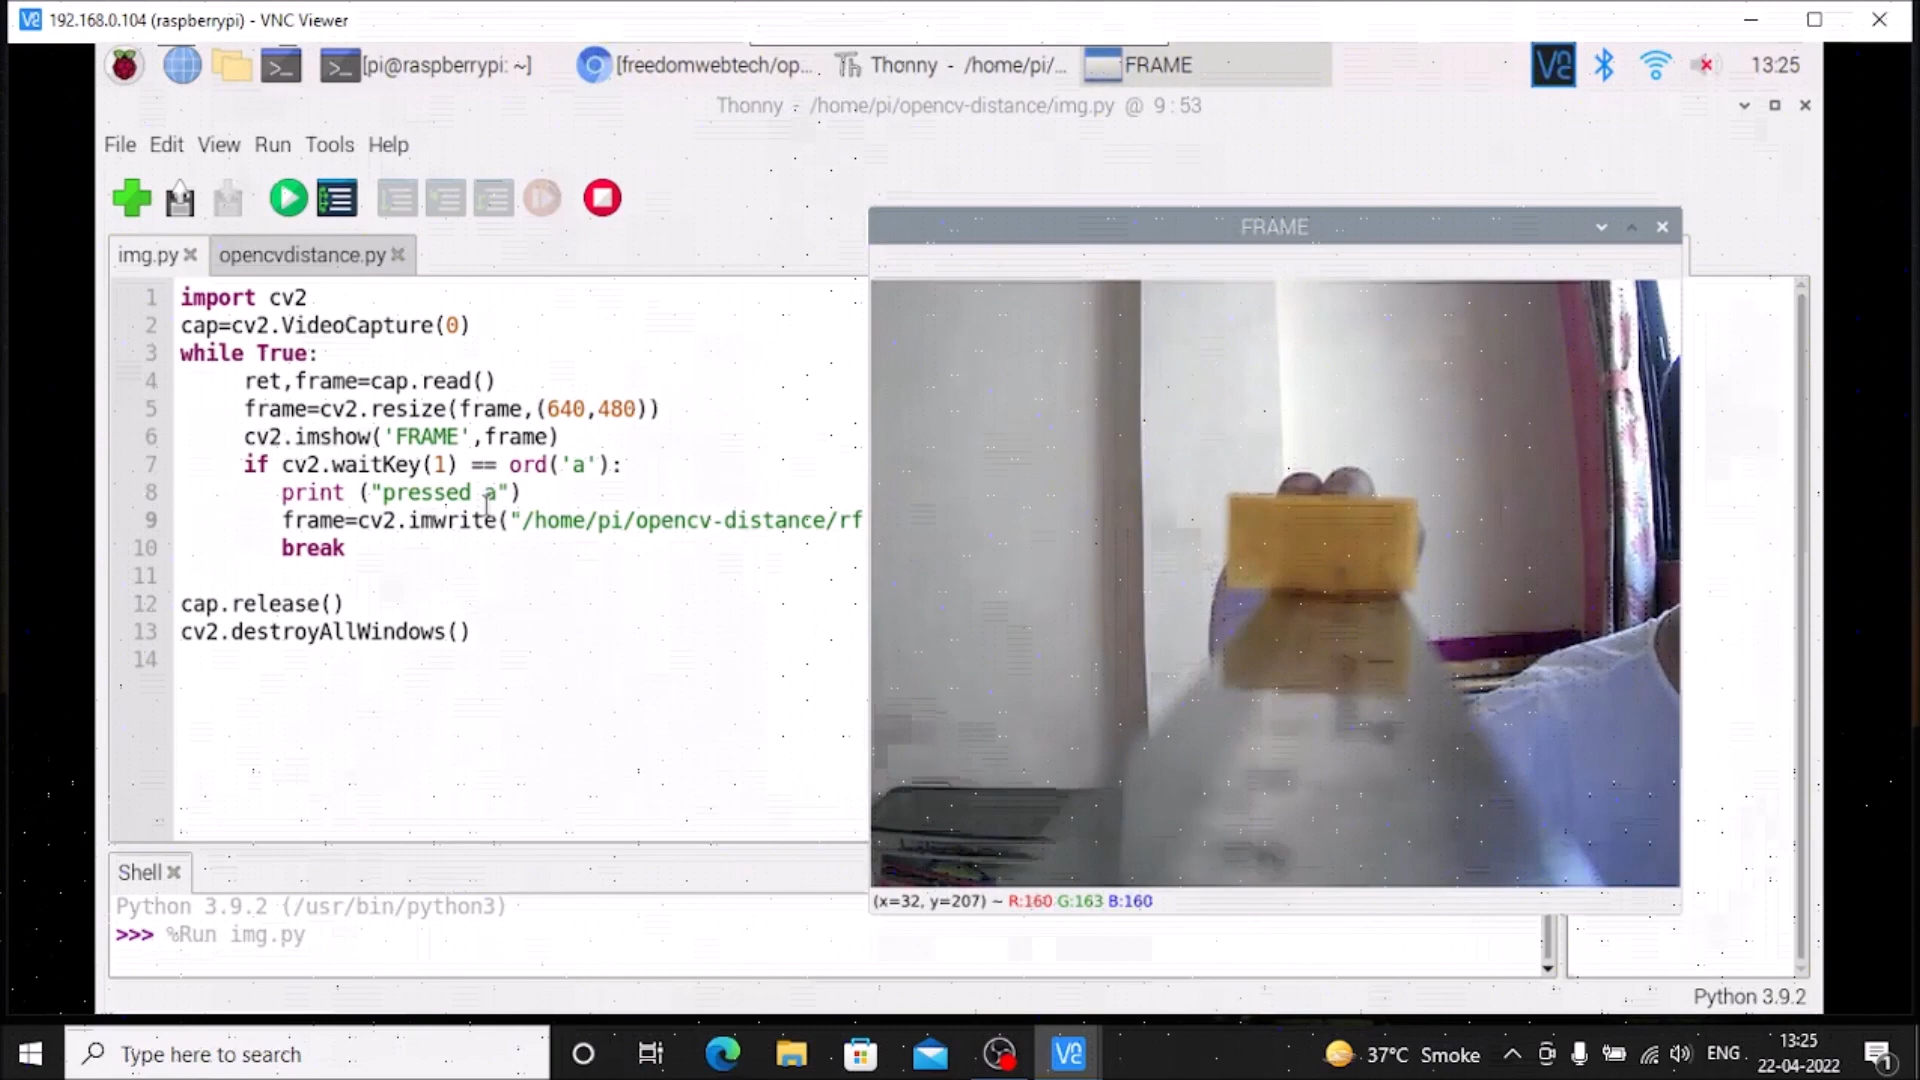 192.168.0.104 (raspberrypi) - VNC Viewer
[pi@raspberrypi: ~]
[freedomwebtech/op...
Thonny - /home/pi/...
FRAME
13:25
Thonny - /home/pi/opencv-distance/img.py @ 9:53
File Edit View Run Tools Help
FRAME
img.py
opencvdistance.py
1 import cv2
2 cap=cv2.VideoCapture(0)
3 while True:
4 ret,frame=cap.read()
5 frame=cv2.resize(frame,(640,480))
6 cv2.imshow('FRAME',frame)
7 if cv2.waitKey(1) == ord('a'):
8 print ("pressed a")
9 frame=cv2.imwrite("/home/pi/opencv-distance/rf
10 break
11
12 cap.release()
13 cv2.destroyAllWindows()
14
Shell
(x=32, y=207) ~ R:160 G:163 B:160
Python 3.9.2 (/usr/bin/python3)
>>> %Run img.py
Python 3.9.2
Type here to search
37°C Smoke
ENG
13:25
22-04-2022
1